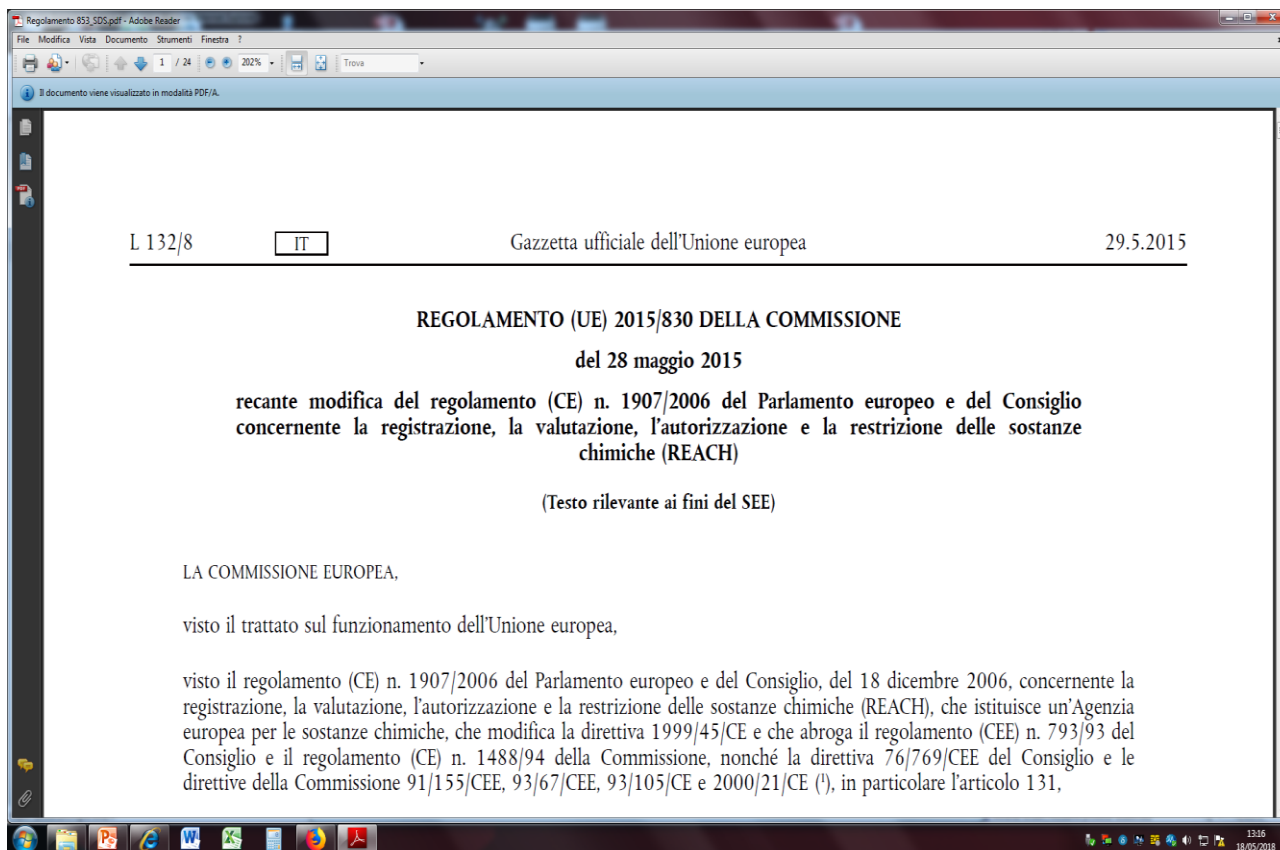 Regolamento 853_SDS.pdf - Adobe Reader
File Modifica Vista Documento Strumenti Finestra ?
1 / 24 202% Trova
Il documento viene visualizzato in modalità PDF/A.
L 132/8 IT Gazzetta ufficiale dell'Unione europea 29.5.2015
REGOLAMENTO (UE) 2015/830 DELLA COMMISSIONE
del 28 maggio 2015
recante modifica del regolamento (CE) n. 1907/2006 del Parlamento europeo e del Consiglio
concernente la registrazione, la valutazione, l'autorizzazione e la restrizione delle sostanze
chimiche (REACH)
(Testo rilevante ai fini del SEE)
LA COMMISSIONE EUROPEA,
visto il trattato sul funzionamento dell'Unione europea,
visto il regolamento (CE) n. 1907/2006 del Parlamento europeo e del Consiglio, del 18 dicembre 2006, concernente la
registrazione, la valutazione, l'autorizzazione e la restrizione delle sostanze chimiche (REACH), che istituisce un'Agenzia
europea per le sostanze chimiche, che modifica la direttiva 1999/45/CE e che abroga il regolamento (CEE) n. 793/93 del
Consiglio e il regolamento (CE) n. 1488/94 della Commissione, nonché la direttiva 76/769/CEE del Consiglio e le
direttive della Commissione 91/155/CEE, 93/67/CEE, 93/105/CE e 2000/21/CE (¹), in particolare l'articolo 131,
13:16
18/05/2018